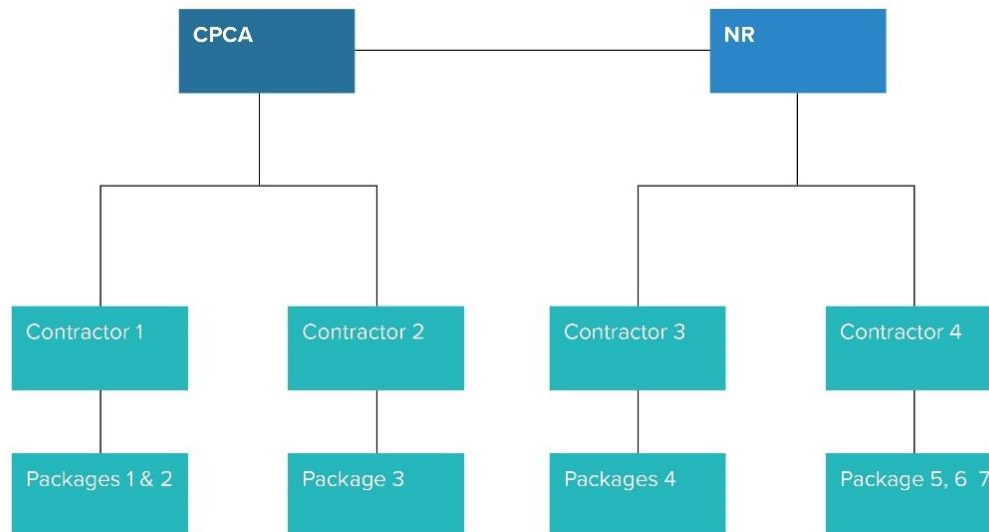 CPCA
NR
Contractor 1
Contractor 2
Contractor 3
Contractor 4
Packages 1 & 2
Package 3
Packages 4
Package 5, 6 7